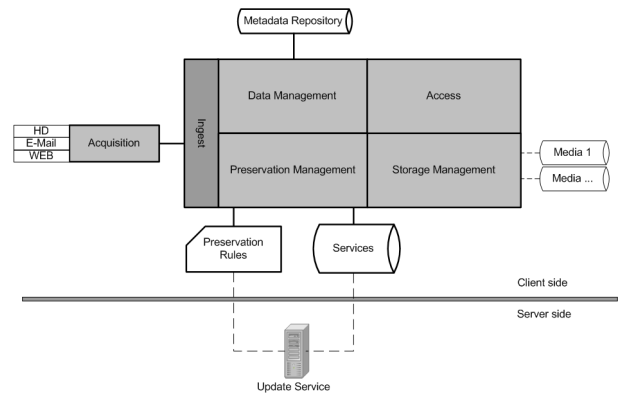 Metadata Repository
Data Management
Access
Ingest
HD
E-Mail
WEB
Acquisition
Preservation Management
Storage Management
Media 1
Media ...
Preservation
Rules
Services
Client side
Server side
Update Service